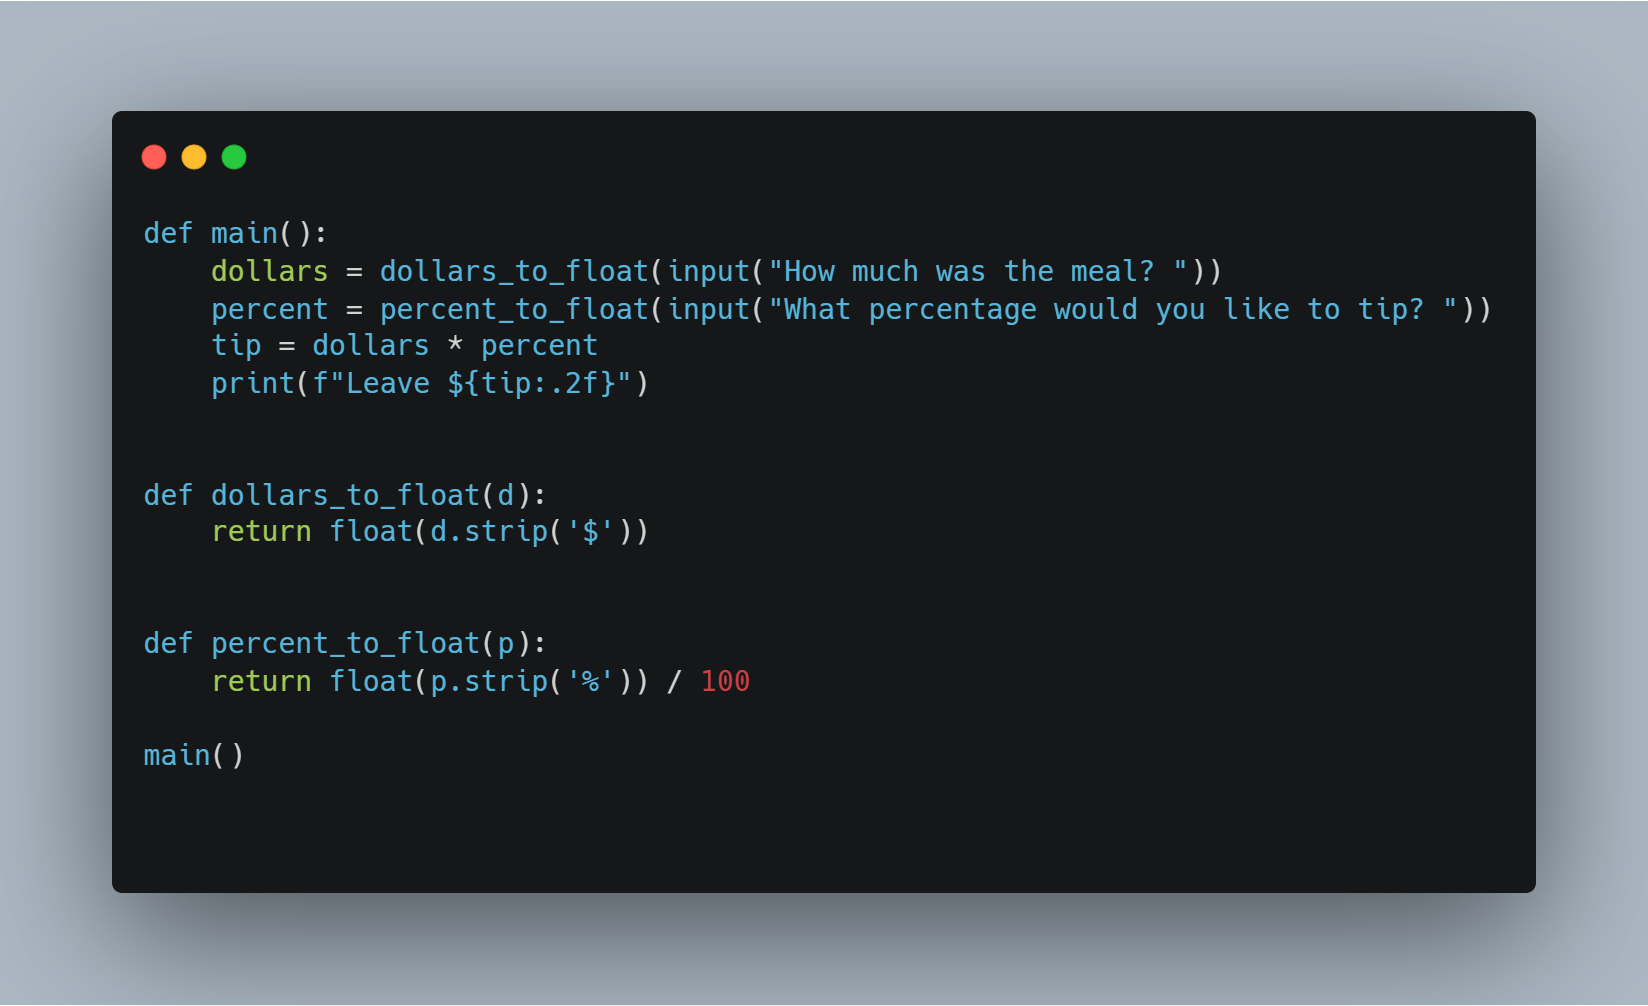 def main():
    dollars = dollars_to_float(input("How much was the meal? "))
    percent = percent_to_float(input("What percentage would you like to tip? "))
    tip = dollars * percent
    print(f"Leave ${tip:.2f}")
def dollars_to_float(d):
    return float(d.strip('$'))
def percent_to_float(p):
    return float(p.strip('%')) / 100
main()